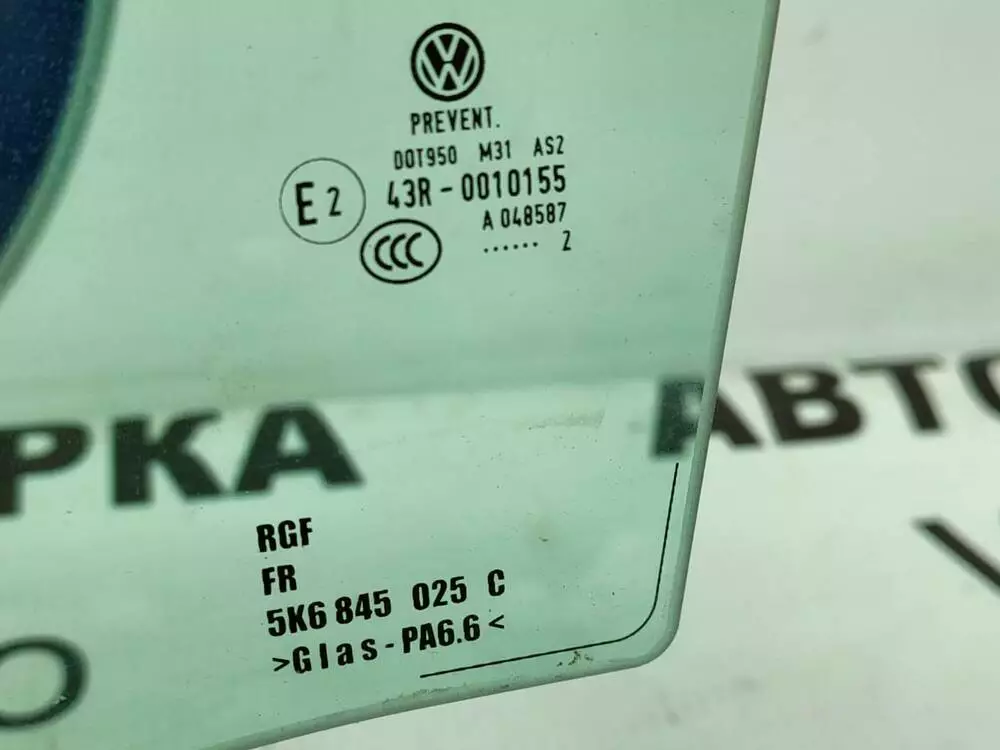 PREVENT.
DOT950 M31 AS2
E2
43R-0010155
A 048587
CCC
...... 2
РКА
АВТО
RGF
FR
5K6 845 025 C
>Glas-PA6.6<